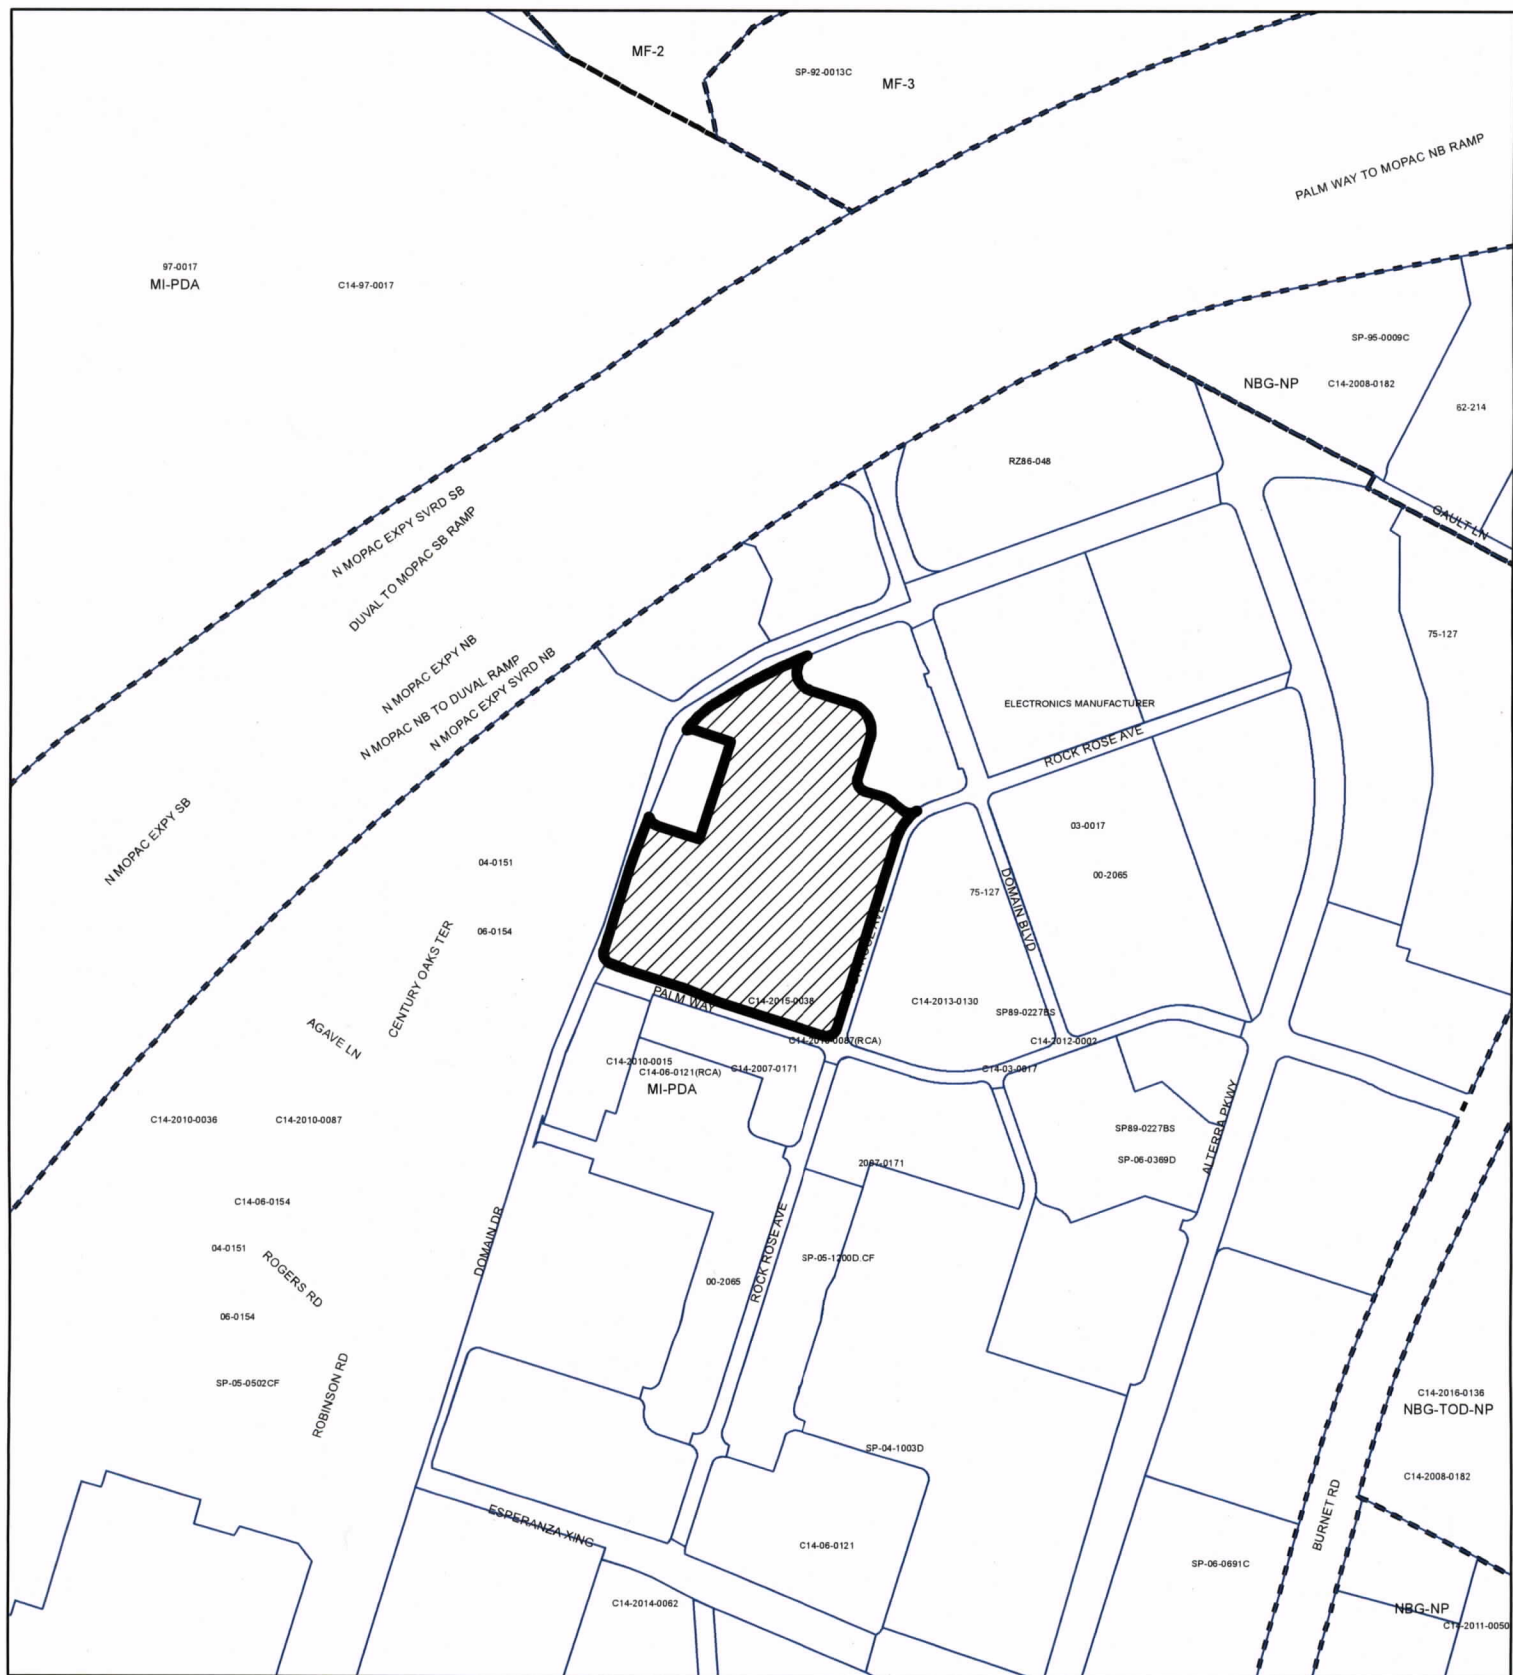 MF-2
SP-92-0013C
MF-3
PALM WAY TO MOPAC NB RAMP
97-0017
MI-PDA
C14-97-0017
SP-95-0009C
NBG-NP
C14-2008-0182
62-214
RZ86-048
GAULT LN
N MOPAC EXPY SVRD SB
DUVAL TO MOPAC SB RAMP
75-127
N MOPAC EXPY NB
N MOPAC NB TO DUVAL RAMP
N MOPAC EXPY SVRD NB
ELECTRONICS MANUFACTURER
ROCK ROSE AVE
N MOPAC EXPY SB
03-0017
04-0151
00-2065
75-127
DOMAIN BLVD
06-0154
CENTURY OAKS TER
AVE
PALM WAY
C14-2015-0038
C14-2013-0130
SP89-0227BS
AGAVE LN
C14-2012-0002
C14-2010-0015
C14-06-0121(RCA)
C14-2007-0171
C14-03-0017
MI-PDA
C14-2010-0036
C14-2010-0087
SP89-0227BS
ALTERRA PKWY
SP-06-0369D
2007-0171
C14-06-0154
DOMAIN DR
04-0151
ROCK ROSE AVE
SP-05-1200D.CF
ROGERS RD
00-2065
06-0154
SP-05-0502CF
ROBINSON RD
C14-2016-0136
NBG-TOD-NP
SP-04-1003D
C14-2008-0182
ESPERANZA XING
BURNET RD
C14-06-0121
SP-06-0691C
C14-2014-0062
NBG-NP
C14-2011-0050